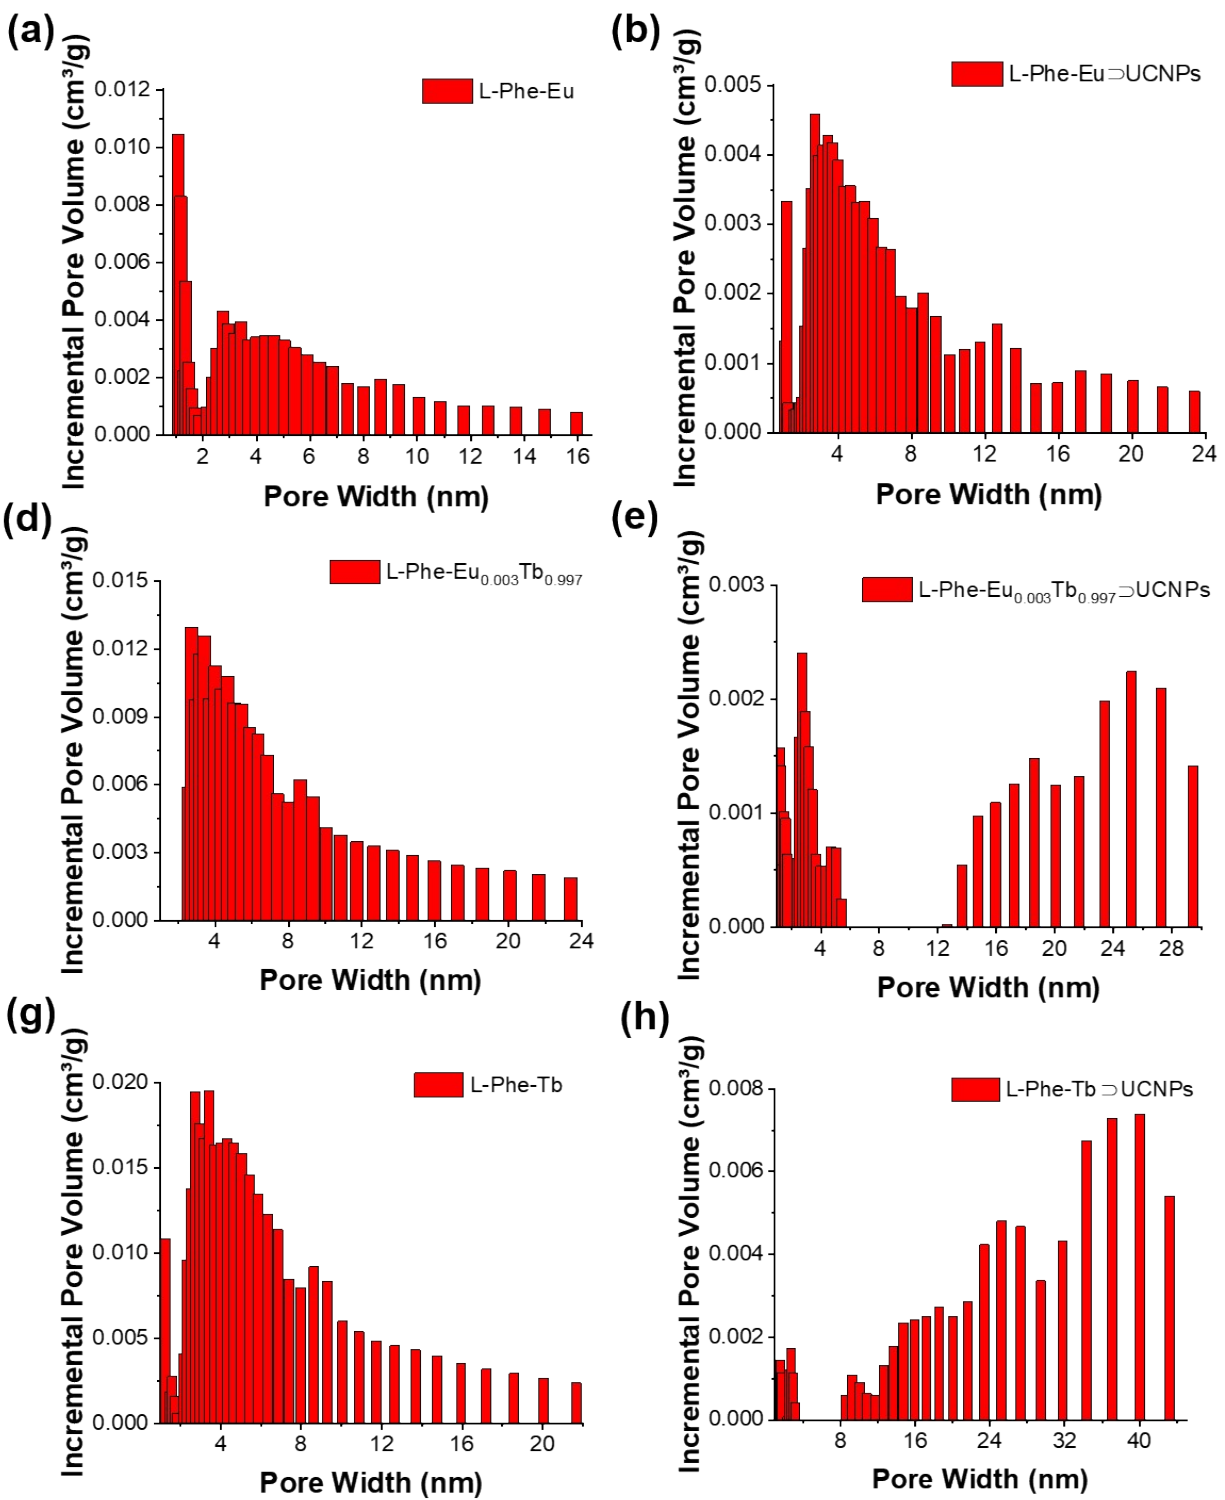 (a)
L-Phe-Eu
Incremental Pore Volume (cm³/g)
0.012
0.010
0.008
0.006
0.004
0.002
0.000
2 4 6 8 10 12 14 16
Pore Width (nm)
(b)
L-Phe-Eu⊃UCNPs
Incremental Pore Volume (cm³/g)
0.005
0.004
0.003
0.002
0.001
0.000
4 8 12 16 20 24
Pore Width (nm)
(d)
L-Phe-Eu₀.₀₀₃Tb₀.₉₉₇
Incremental Pore Volume (cm³/g)
0.015
0.012
0.009
0.006
0.003
0.000
4 8 12 16 20 24
Pore Width (nm)
(e)
L-Phe-Eu₀.₀₀₃Tb₀.₉₉₇⊃UCNPs
Incremental Pore Volume (cm³/g)
0.003
0.002
0.001
0.000
4 8 12 16 20 24 28
Pore Width (nm)
(g)
L-Phe-Tb
Incremental Pore Volume (cm³/g)
0.020
0.015
0.010
0.005
0.000
4 8 12 16 20
Pore Width (nm)
(h)
L-Phe-Tb⊃UCNPs
Incremental Pore Volume (cm³/g)
0.008
0.006
0.004
0.002
0.000
8 16 24 32 40
Pore Width (nm)